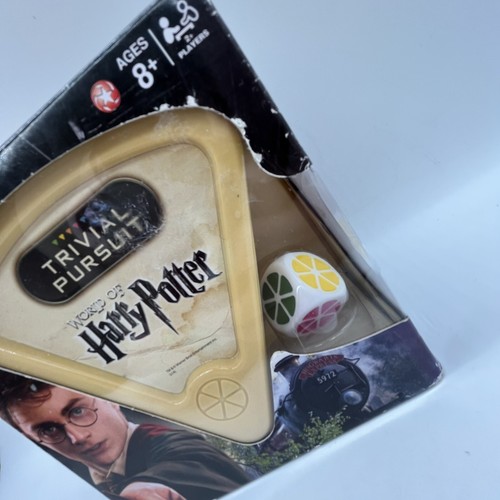 AGES
8+
2+
PLAYERS
TRIVIAL
PURSUIT
WORLD OF
Harry Potter
5972